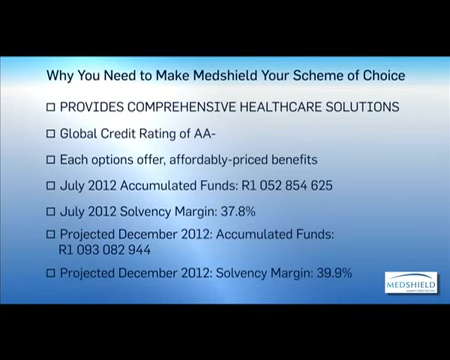 Why You Need to Make Medshield Your Scheme of Choice
PROVIDES COMPREHENSIVE HEALTHCARE SOLUTIONS
Global Credit Rating of AA-
Each options offer, affordably-priced benefits
July 2012 Accumulated Funds: R1 052 854 625
July 2012 Solvency Margin: 37.8%
Projected December 2012: Accumulated Funds:
R1 093 082 944
Projected December 2012: Solvency Margin: 39.9%
MEDSHIELD